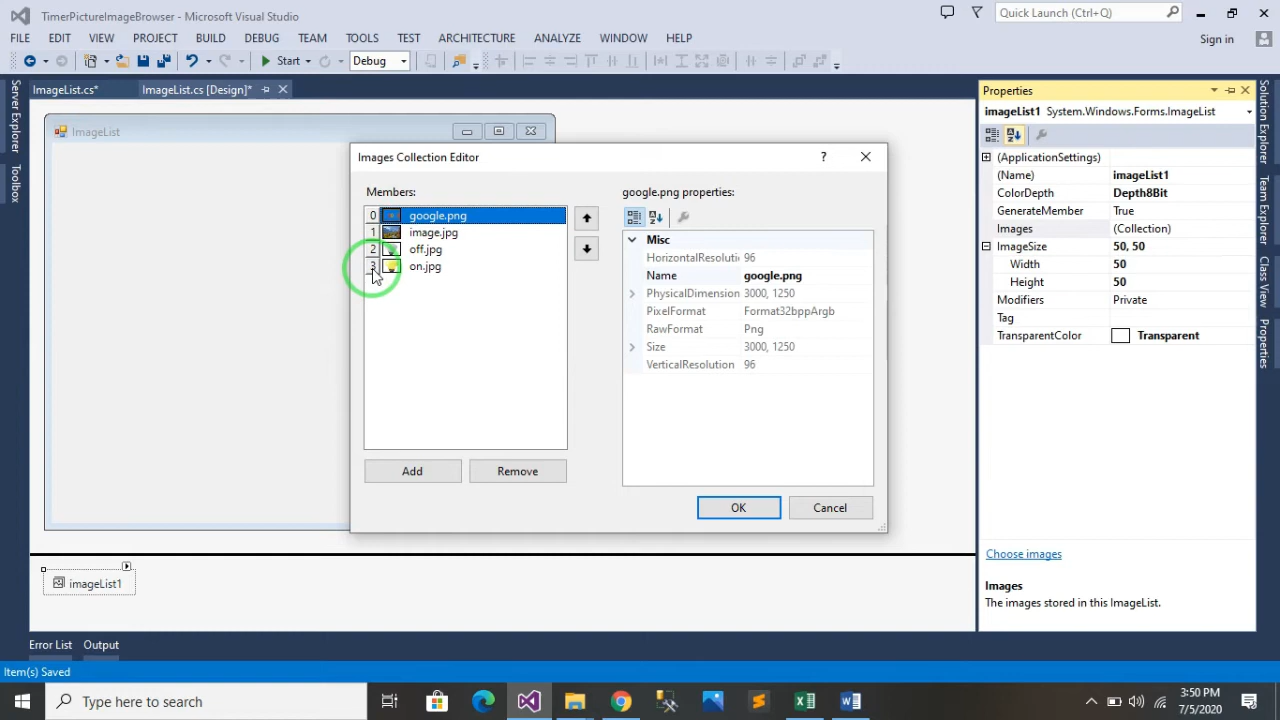 TimerPictureImageBrowser - Microsoft Visual Studio
Quick Launch (Ctrl+Q)
FILE EDIT VIEW PROJECT BUILD DEBUG TEAM TOOLS TEST ARCHITECTURE ANALYZE WINDOW HELP
Sign in
Start Debug
Server Explorer
Toolbox
ImageList.cs*
ImageList.cs [Design]*
ImageList
Images Collection Editor
?
Members:
0 google.png
1 image.jpg
2 off.jpg
3 on.jpg
Add
Remove
google.png properties:
Misc
HorizontalResoluti 96
Name google.png
PhysicalDimension 3000, 1250
PixelFormat Format32bppArgb
RawFormat Png
Size 3000, 1250
VerticalResolution 96
OK
Cancel
imageList1
Properties
imageList1 System.Windows.Forms.ImageList
(ApplicationSettings)
(Name) imageList1
ColorDepth Depth8Bit
GenerateMember True
Images (Collection)
ImageSize 50, 50
Width 50
Height 50
Modifiers Private
Tag
TransparentColor Transparent
Choose images
Images
The images stored in this ImageList.
Solution Explorer
Team Explorer
Class View
Properties
Error List
Output
Item(s) Saved
Type here to search
3:50 PM
7/5/2020